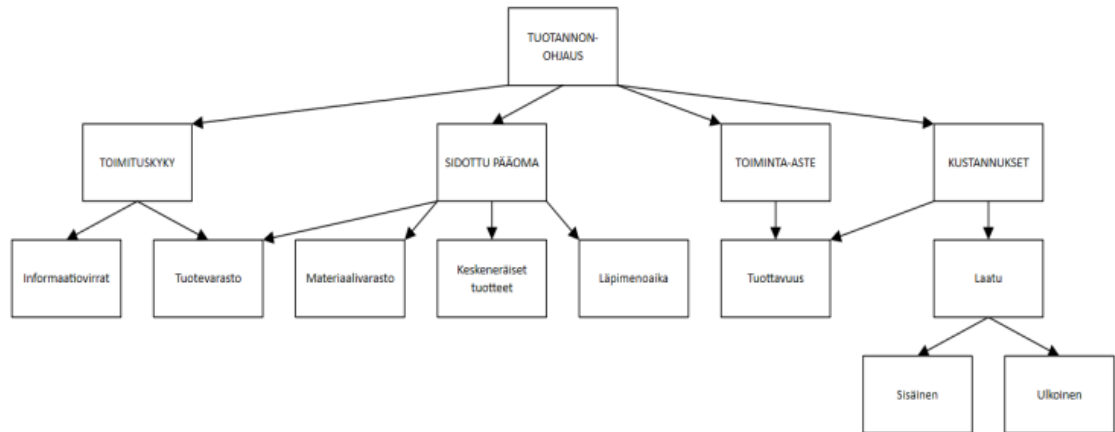 TUOTANNON-
OHJAUS
TOIMITUSKYKY
SIDOTTU PÄÄOMA
TOIMINTA-ASTE
KUSTANNUKSET
Informaatiovirrat
Tuotevarasto
Materiaalivarasto
Keskeneräiset
tuotteet
Läpimenoaika
Tuottavuus
Laatu
Sisäinen
Ulkoinen